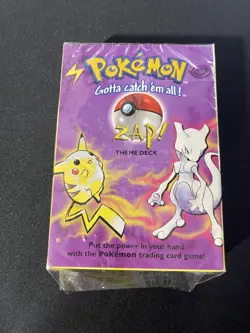 POKéMON
Gotta catch 'em all!
ZAP!
THEME DECK
Put the power in your hand
with the Pokémon trading card game!